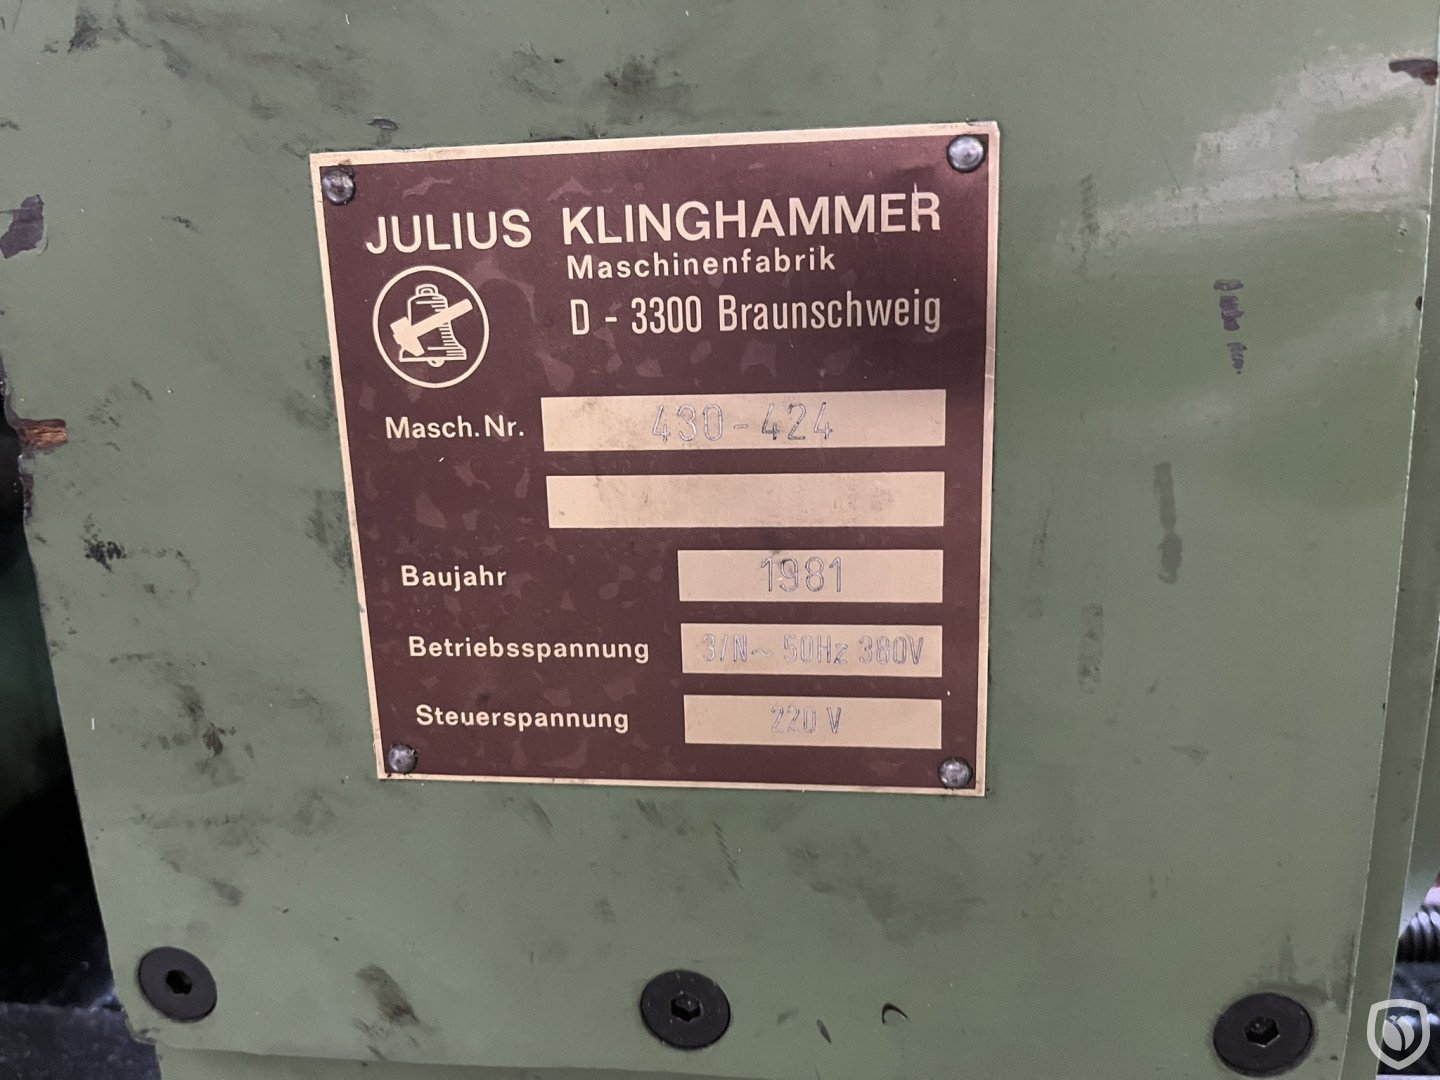 JULIUS KLINGHAMMER
Maschinenfabrik
D - 3300 Braunschweig
Masch. Nr. 430-424
Baujahr 1981
Betriebsspannung 3/N~ 50Hz 380V
Steuerspannung 220 V